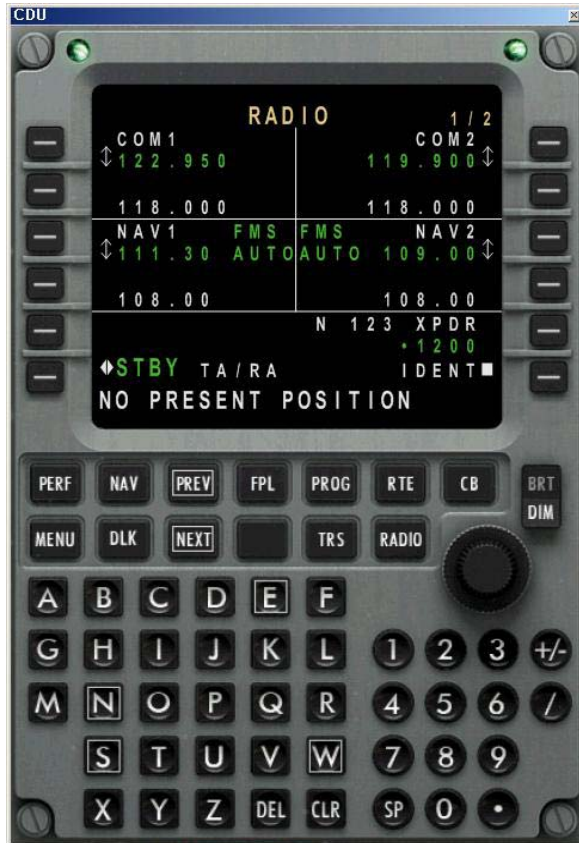 CDU
RADIO 1/2
COM1 COM2
↕122.950 119.900↕
118.000 118.000
NAV1 FMS FMS NAV2
↕111.30 AUTO AUTO 109.00↕
108.00 108.00
N 123 XPDR
•1200
STBY TA/RA IDENT
NO PRESENT POSITION
PERF NAV PREV FPL PROG RTE CB BRT
DIM
MENU DLK NEXT TRS RADIO
A B C D E F
G H I J K L 1 2 3 +/-
M N O P Q R 4 5 6 /
S T U V W 7 8 9
X Y Z DEL CLR SP 0 •